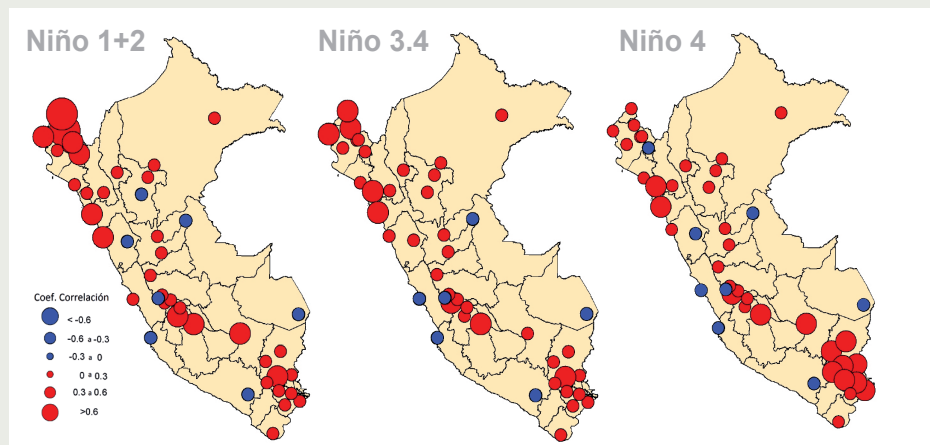 Niño 1+2
Niño 3.4
Niño 4
Coef. Correlación
< -0.6
-0.6 a -0.3
-0.3 a 0
0 a 0.3
0.3 a 0.6
>0.6